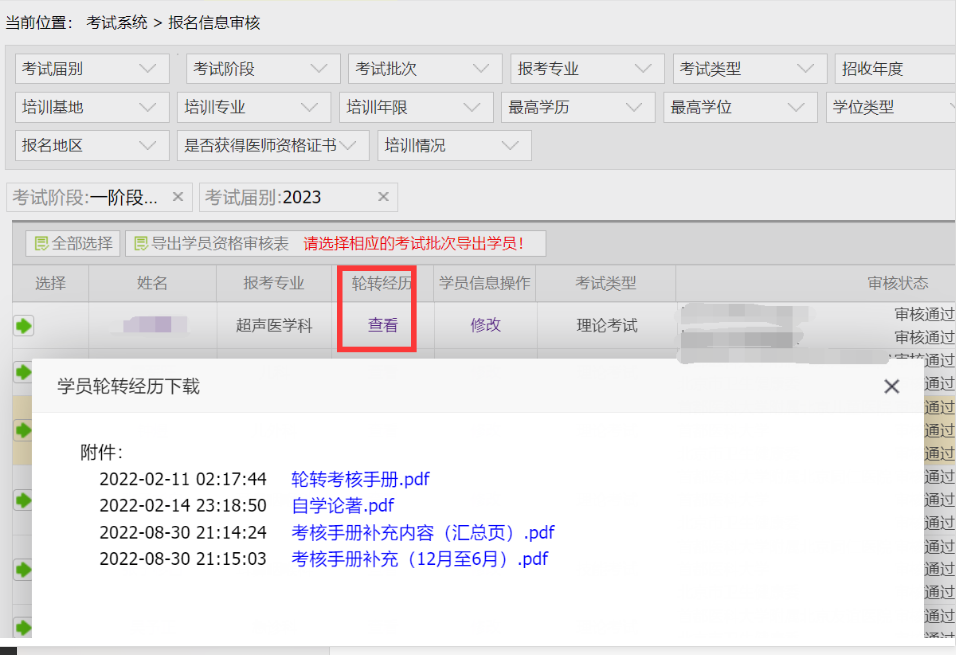 当前位置： 考试系统 > 报名信息审核
考试届别 考试阶段 考试批次 报考专业 考试类型 招收年度
培训基地 培训专业 培训年限 最高学历 最高学位 学位类型
报名地区 是否获得医师资格证书 培训情况
考试阶段:一阶段... × 考试届别:2023 ×
全部选择 导出学员资格审核表 请选择相应的考试批次导出学员！
选择 姓名 报考专业 轮转经历 学员信息操作 考试类型 审核状态
超声医学科 查看 修改 理论考试 审核通过
审核通过
审核通过
学员轮转经历下载 ×
通过
通过
通过
附件： 通过
2022-02-11 02:17:44 轮转考核手册.pdf 通过
2022-02-14 23:18:50 自学论著.pdf 通过
通过
2022-08-30 21:14:24 考核手册补充内容（汇总页）.pdf 通过
2022-08-30 21:15:03 考核手册补充（12月至6月）.pdf 通过
通过
通过